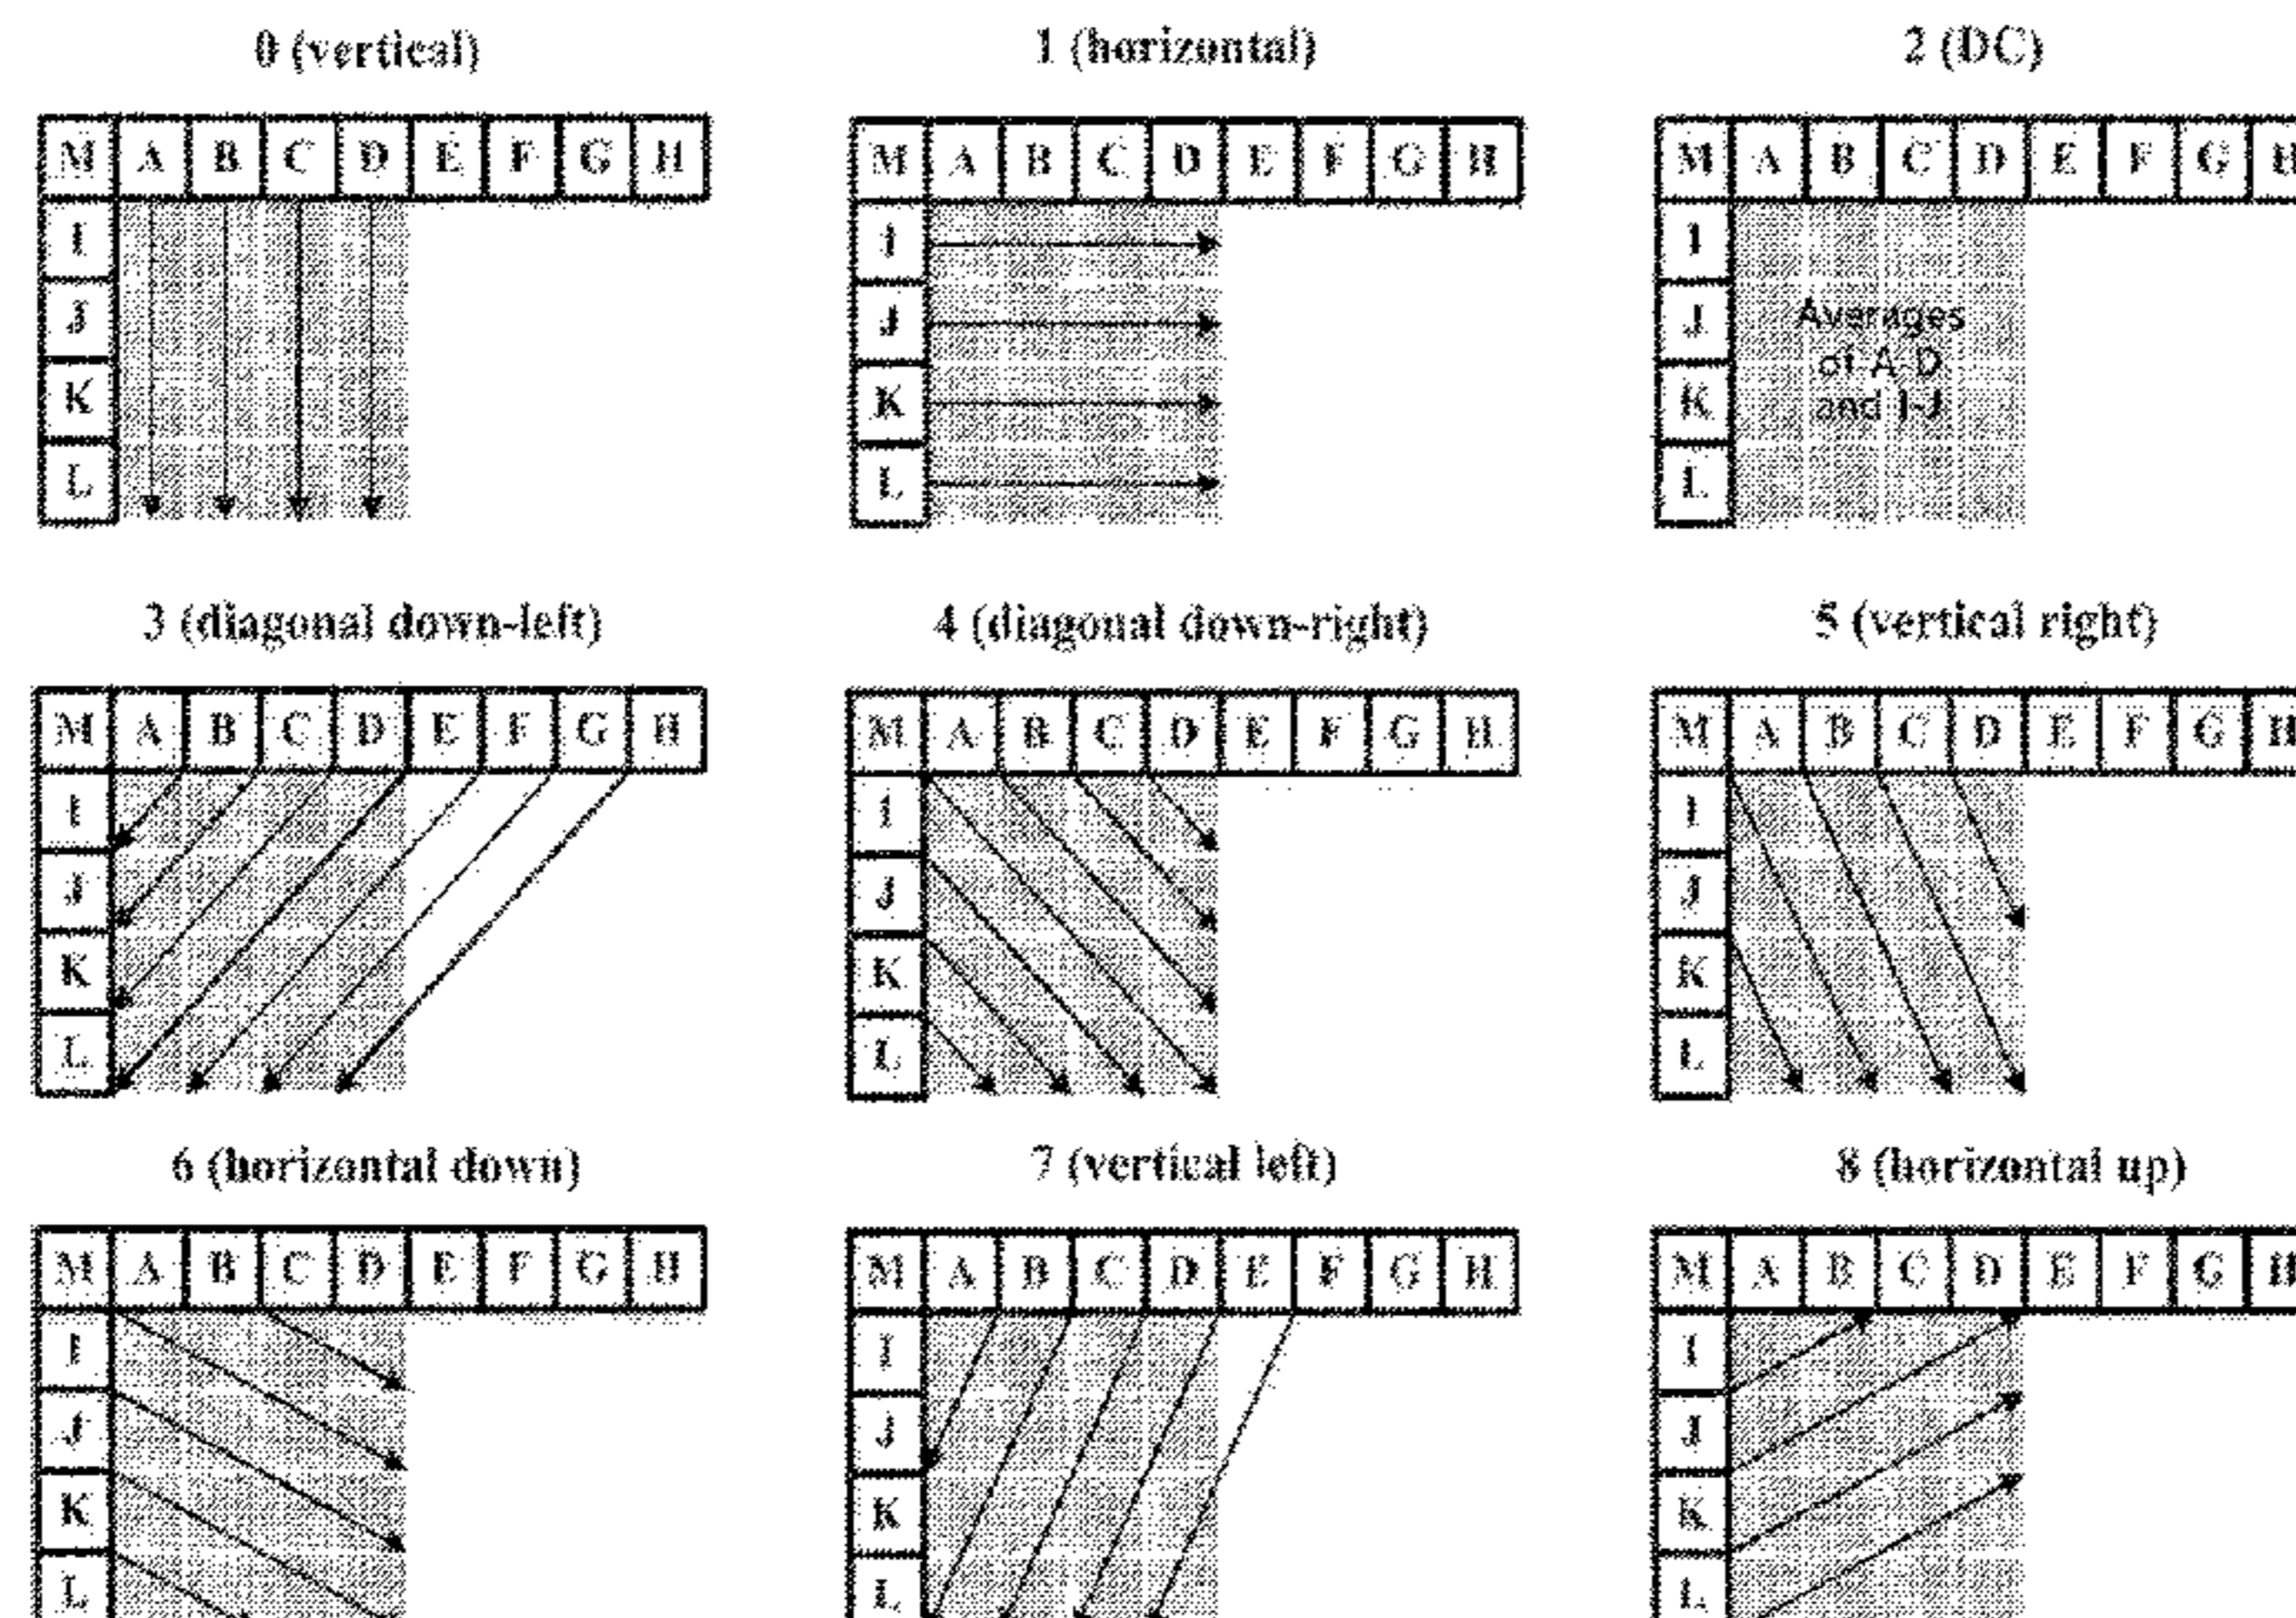 0 (vertical)
1 (horizontal)
2 (DC)
M A B C D E F G H
M A B C D E F G H
M A B C D E F G H
I
J
K
L
I
J
K
L
I
J
K
L
Averages
of A-D
and I-J
3 (diagonal down-left)
4 (diagonal down-right)
5 (vertical right)
M A B C D E F G H
M A B C D E F G H
M A B C D E F G H
I
J
K
L
I
J
K
L
I
J
K
L
6 (horizontal down)
7 (vertical left)
8 (horizontal up)
M A B C D E F G H
M A B C D E F G H
M A B C D E F G H
I
J
K
L
I
J
K
L
I
J
K
L